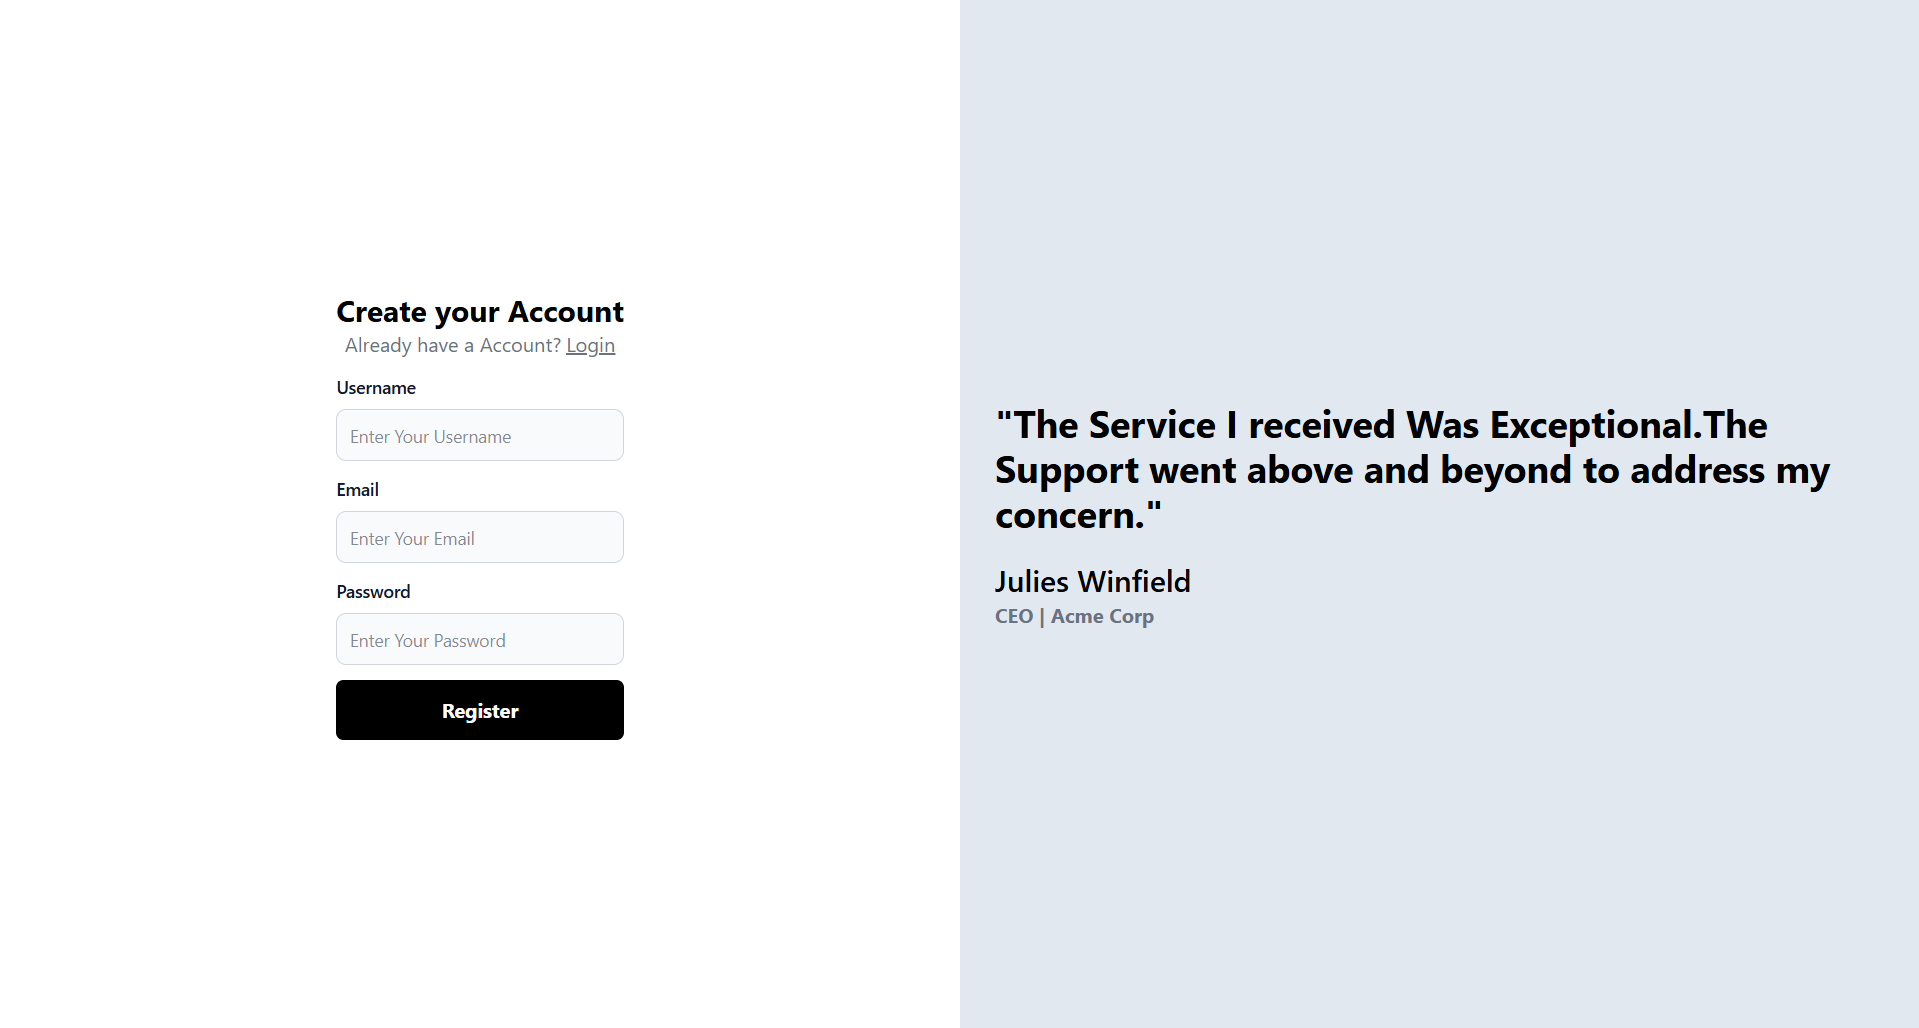 Create your Account
Already have a Account? Login
Username
Enter Your Username
Email
Enter Your Email
Password
Enter Your Password
Register
"The Service I received Was Exceptional.The
Support went above and beyond to address my
concern."
Julies Winfield
CEO | Acme Corp